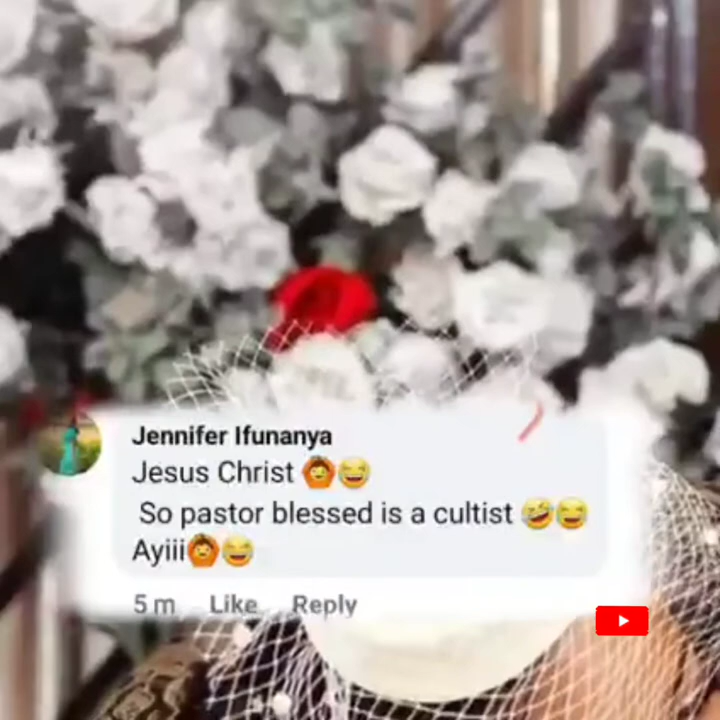 Jennifer Ifunanya
Jesus Christ 🙆😂
So pastor blessed is a cultist 🤣😂
Ayiii🙆😂
5 m Like Reply